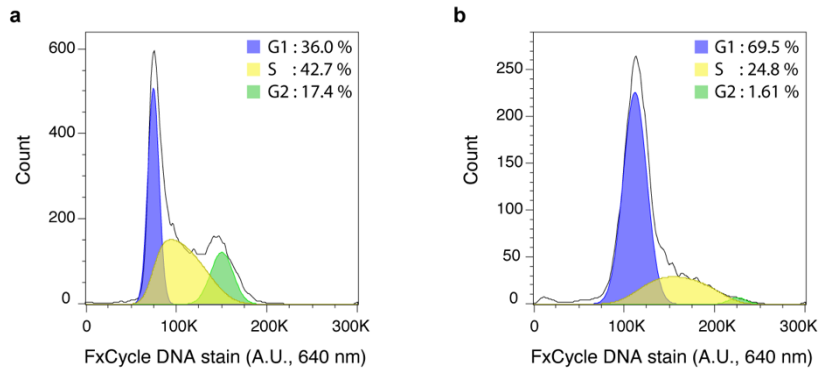 a
G1 : 36.0 %
S : 42.7 %
G2 : 17.4 %
600
400
200
0
Count
0 100K 200K 300K
FxCycle DNA stain (A.U., 640 nm)
b
G1 : 69.5 %
S : 24.8 %
G2 : 1.61 %
250
200
150
100
50
0
Count
0 100K 200K 300K
FxCycle DNA stain (A.U., 640 nm)